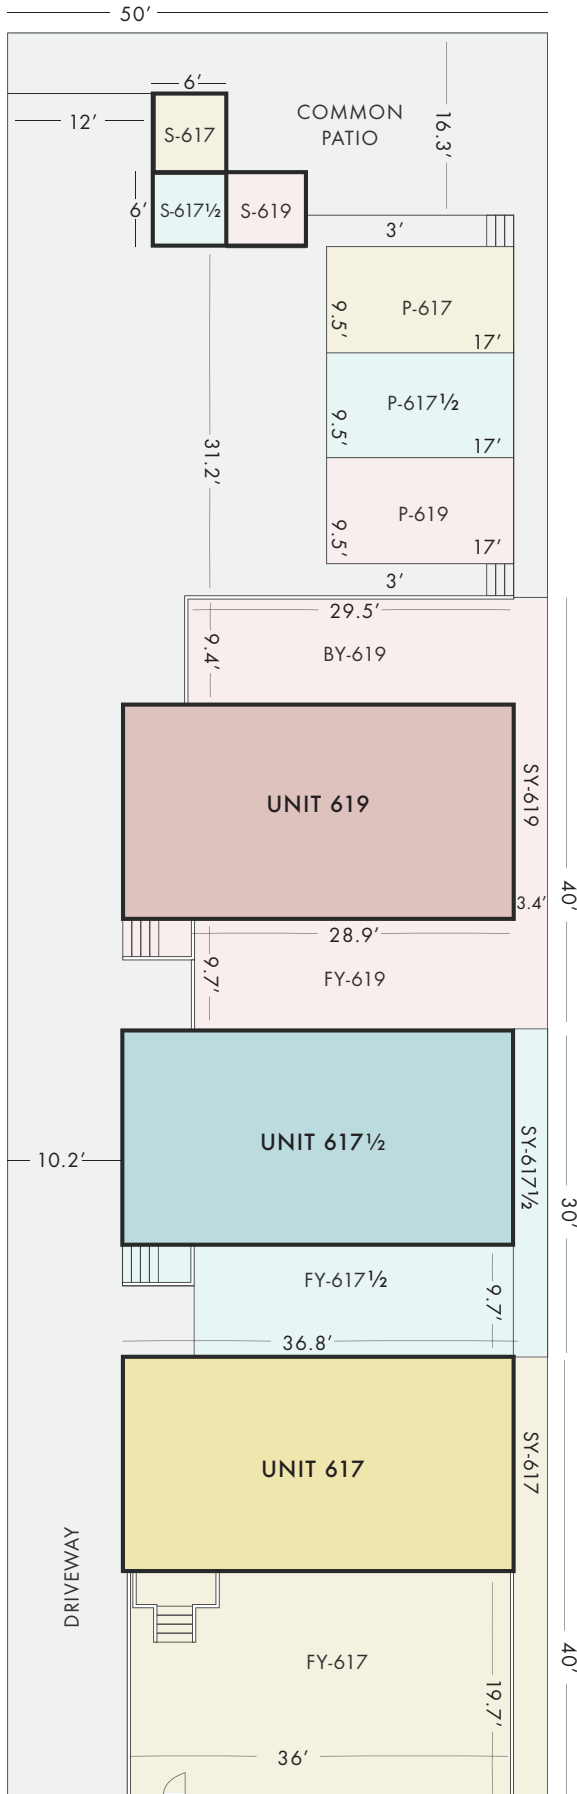 50′
6′
12′
S-617
COMMON
PATIO
16.3′
6′
S-617½
S-619
3′
P-617
9.5′
17′
P-617½
9.5′
17′
31.2′
P-619
9.5′
17′
3′
29.5′
9.4′
BY-619
UNIT 619
SY-619
3.4′
40′
28.9′
9.7′
FY-619
UNIT 617½
SY-617½
10.2′
30′
FY-617½
9.7′
36.8′
UNIT 617
SY-617
DRIVEWAY
FY-617
40′
19.7′
36′